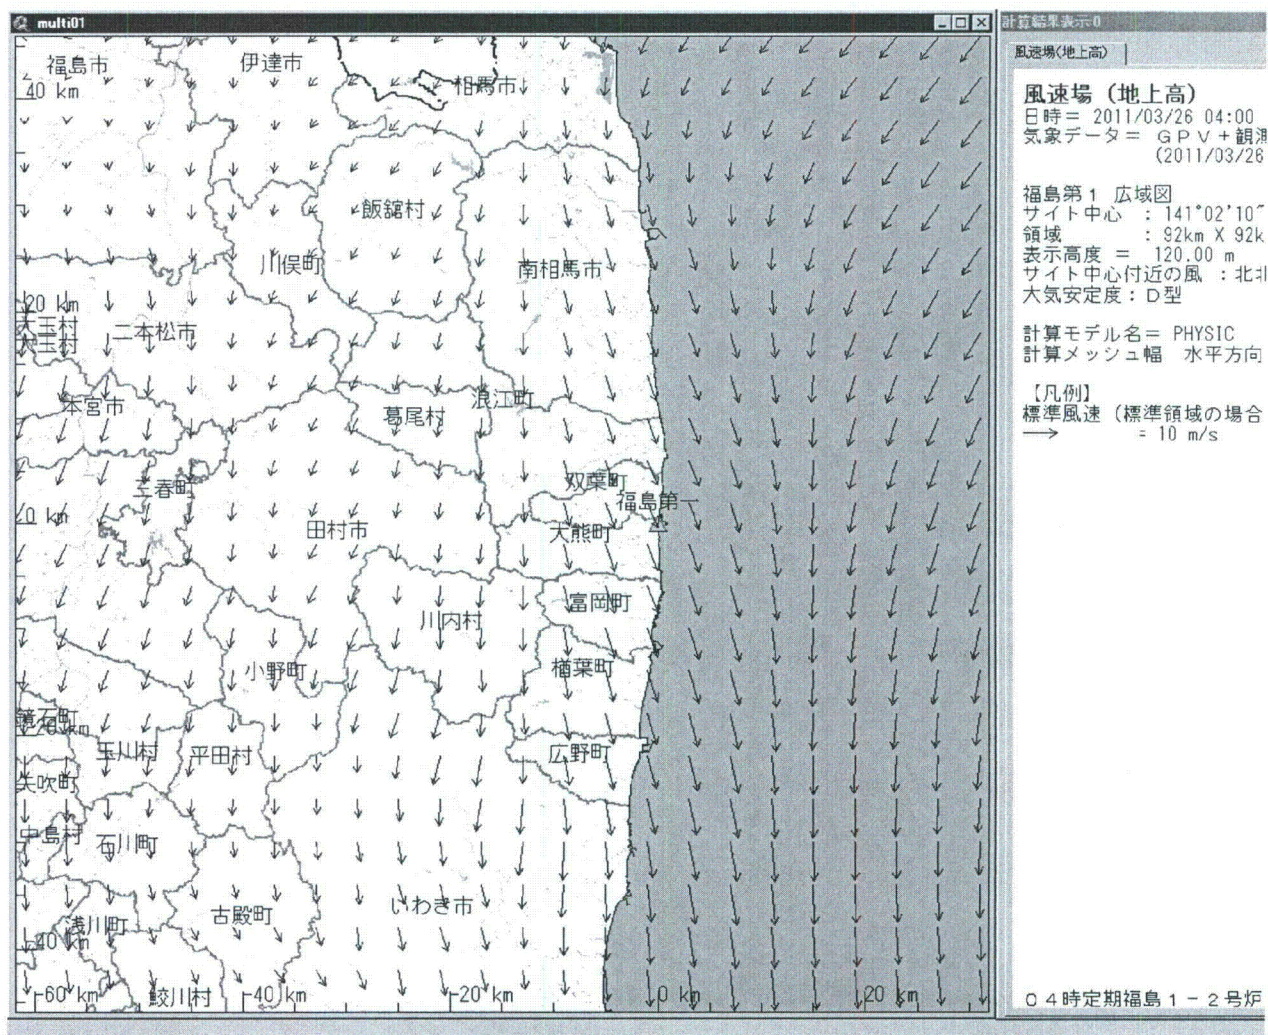 multi01
福島市
伊達市
相馬市
40 km
飯舘村
川俣町
南相馬市
20 km
大玉村
大玉村
二本松市
本宮市
浪江町
葛尾村
三春町
双葉町
福島第一
0 km
田村市
大熊町
富岡町
川内村
小野町
楢葉町
鏡石町
-20 km
玉川村
平田村
広野町
矢吹町
中島村
石川町
いわき市
古殿町
浅川町
-40 km
鮫川村
-60 km
-40 km
-20 km
0 km
20 km
計算結果表示:0
風速場(地上高)
風速場（地上高）
日時＝ 2011/03/26 04:00
気象データ＝ ＧＰＶ＋観測
(2011/03/26
福島第１ 広域図
サイト中心 ：141°02'10"
領域 ：92km X 92k
表示高度 ＝ 120.00 m
サイト中心付近の風 ：北北
大気安定度：Ｄ型
計算モデル名＝ PHYSIC
計算メッシュ幅 水平方向
【凡例】
標準風速（標準領域の場合
＝10 m/s
０４時定期福島１－２号炉